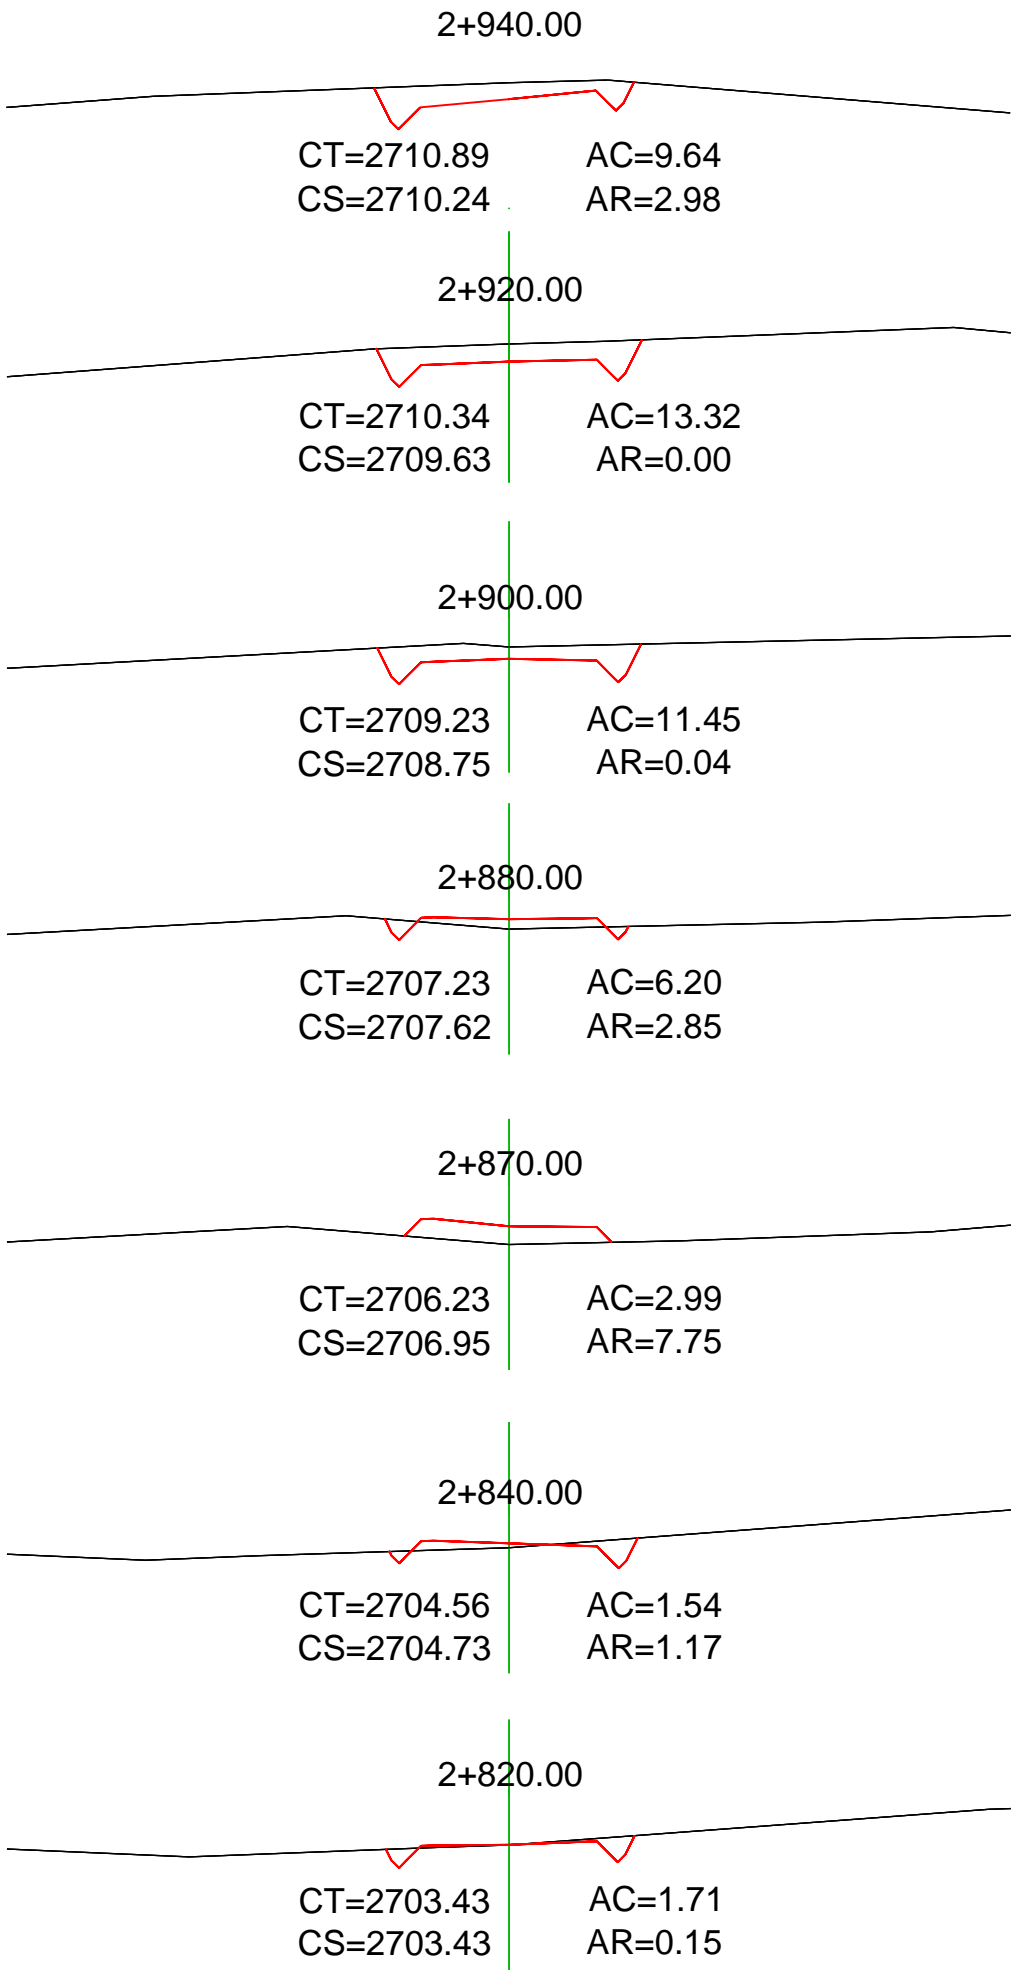 2+940.00
CT=2710.89 AC=9.64
CS=2710.24 AR=2.98
2+920.00
CT=2710.34 AC=13.32
CS=2709.63 AR=0.00
2+900.00
CT=2709.23 AC=11.45
CS=2708.75 AR=0.04
2+880.00
CT=2707.23 AC=6.20
CS=2707.62 AR=2.85
2+870.00
CT=2706.23 AC=2.99
CS=2706.95 AR=7.75
2+840.00
CT=2704.56 AC=1.54
CS=2704.73 AR=1.17
2+820.00
CT=2703.43 AC=1.71
CS=2703.43 AR=0.15